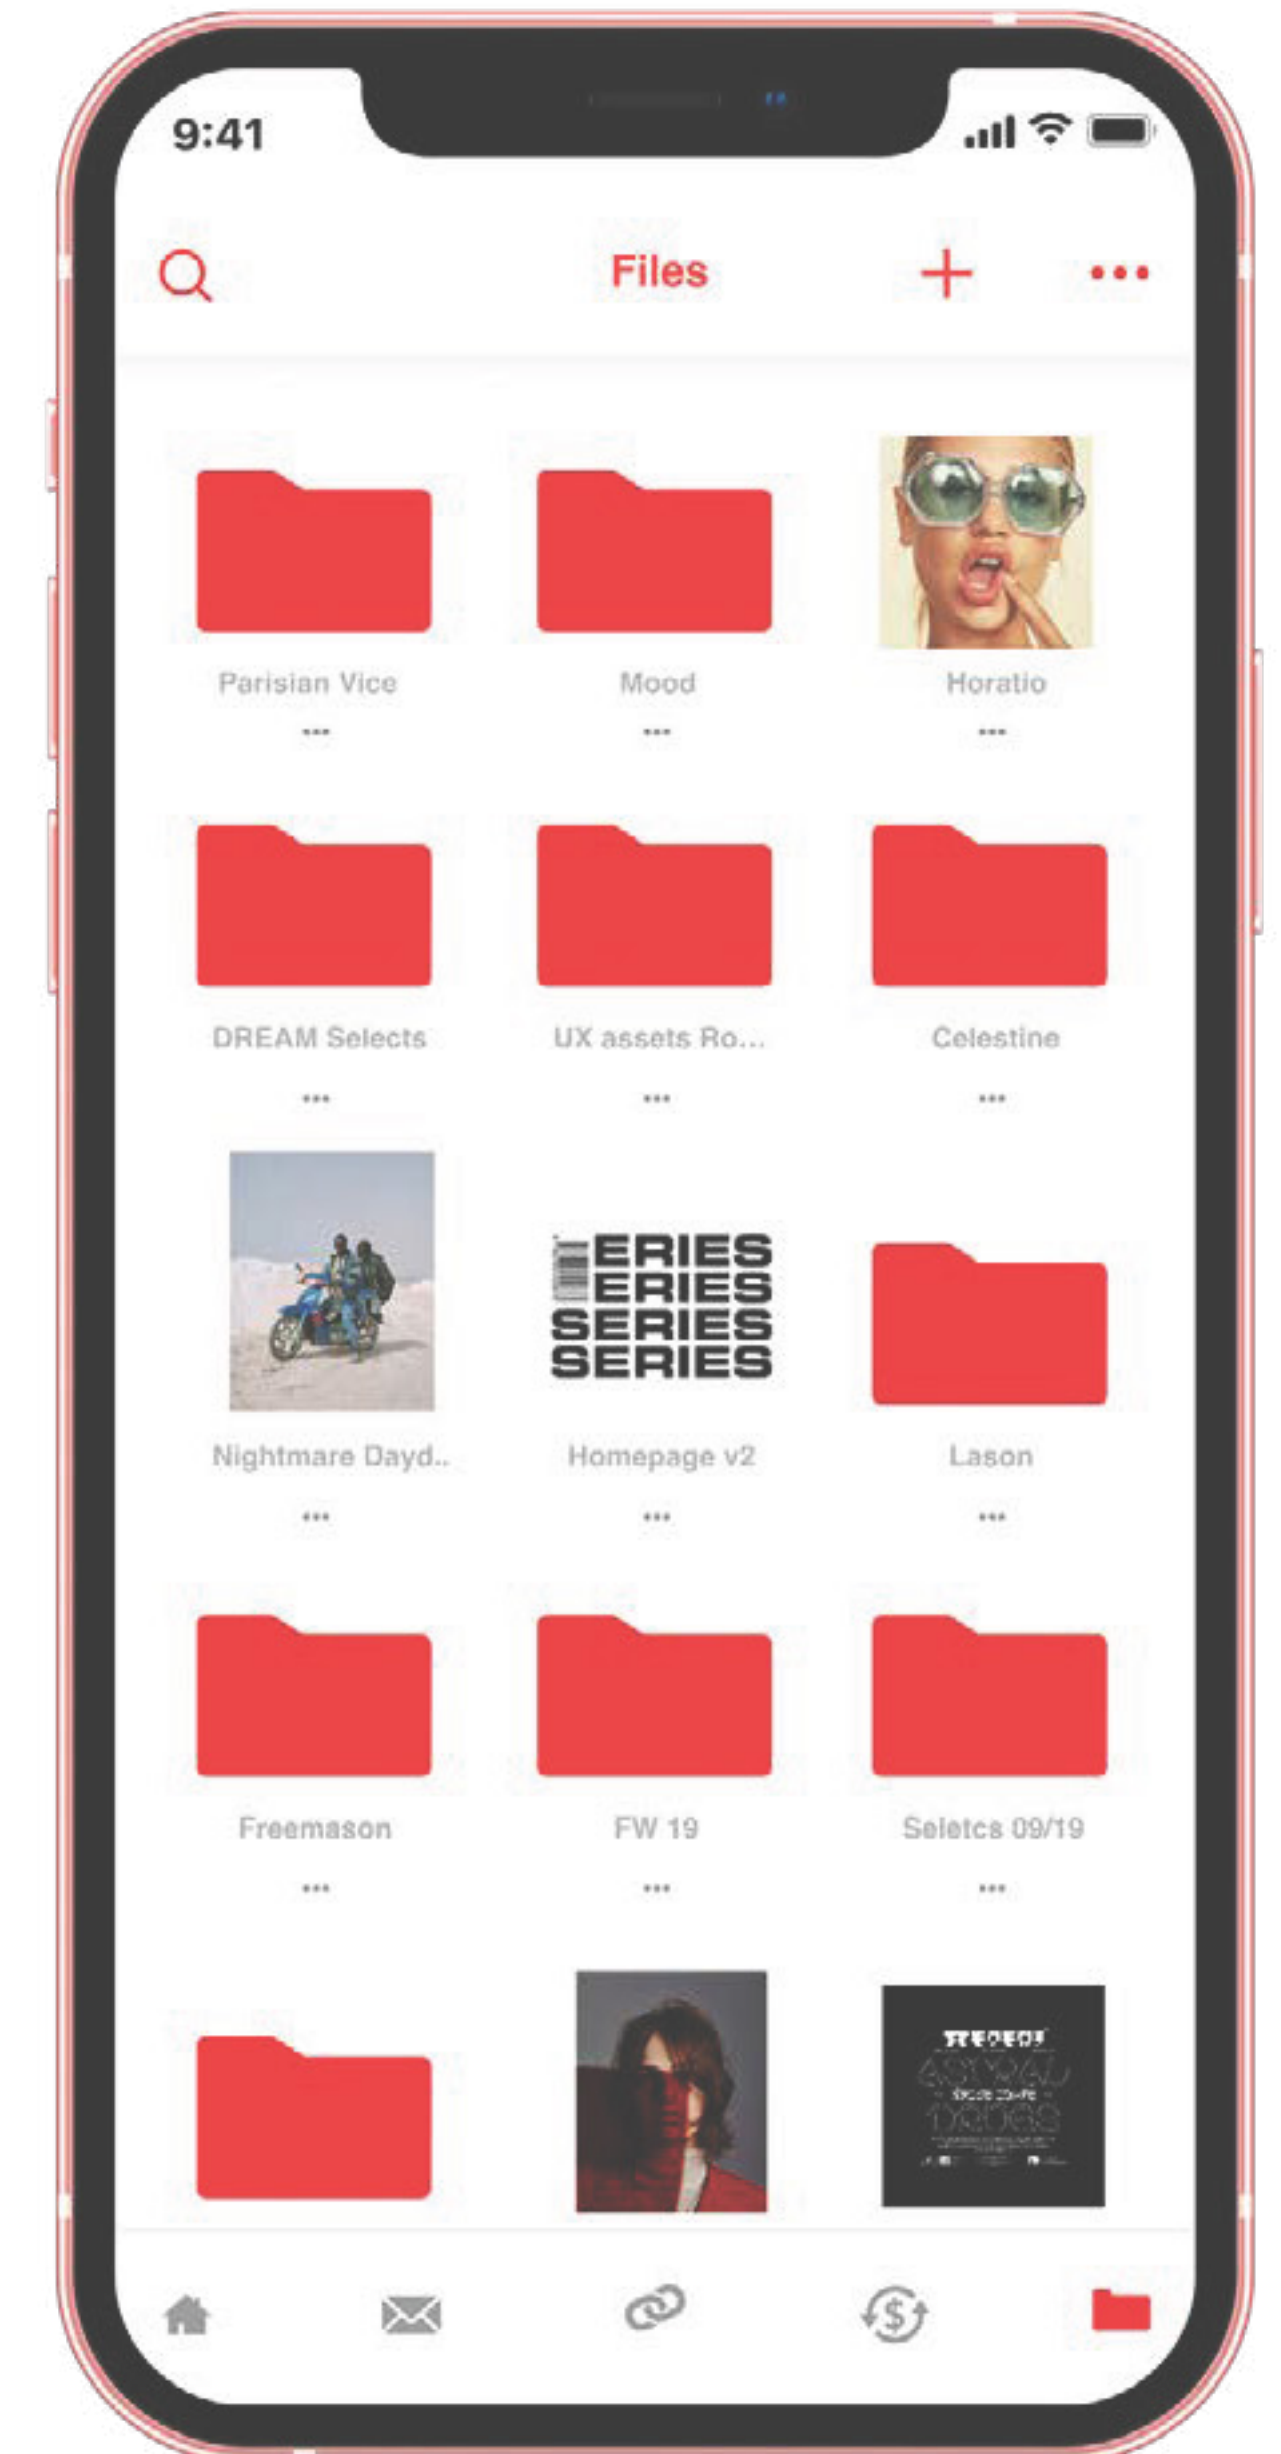 9:41
Files
Parisian Vice
Mood
Horatio
DREAM Selects
UX assets Ro...
Celestine
ERIES
ERIES
SERIES
SERIES
Nightmare Dayd..
Homepage v2
Lason
Freemason
FW 19
Seletcs 09/19
DRUGS